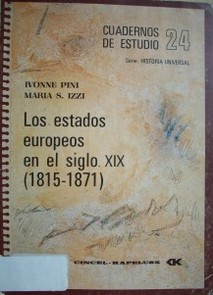 CUADERNOS
DE ESTUDIO 24
Serie: HISTORIA UNIVERSAL
IVONNE PINI
MARIA S. IZZI
Los estados
europeos
en el siglo XIX
(1815-1871)
CINCEL-KAPELUSZ